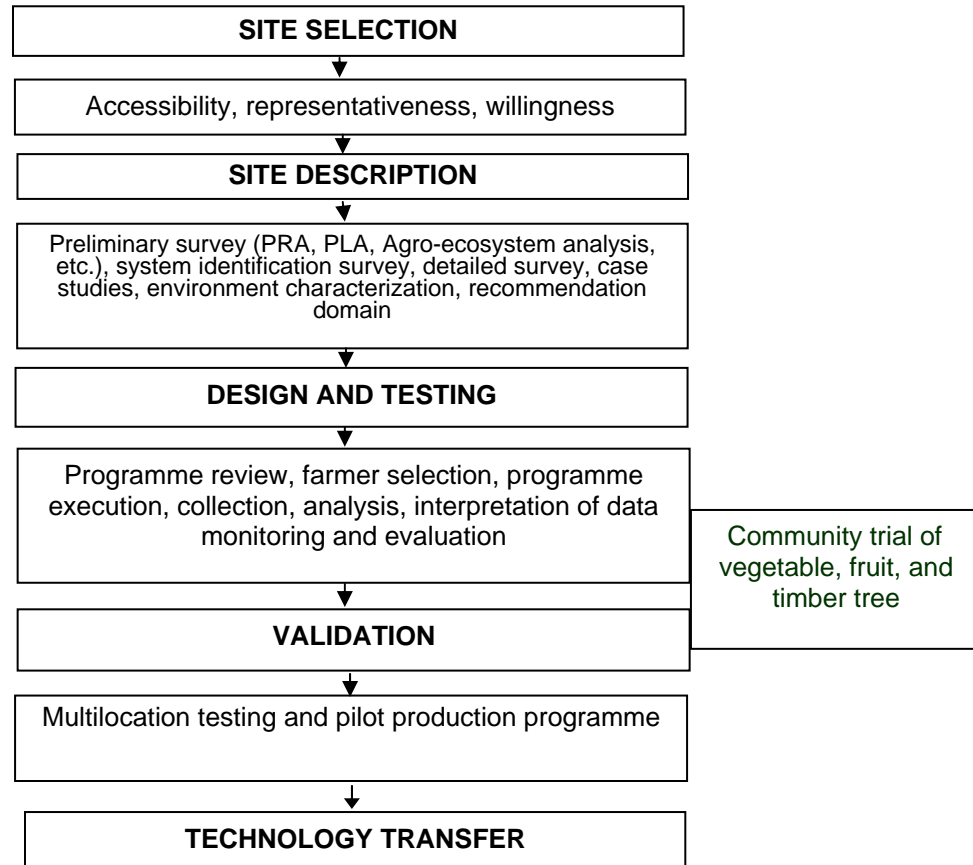 SITE SELECTION
Accessibility, representativeness, willingness
SITE DESCRIPTION
Preliminary survey (PRA, PLA, Agro-ecosystem analysis,
etc.), system identification survey, detailed survey, case
studies, environment characterization, recommendation
domain
DESIGN AND TESTING
Programme review, farmer selection, programme
execution, collection, analysis, interpretation of data
monitoring and evaluation
Community trial of
vegetable, fruit, and
timber tree
VALIDATION
Multilocation testing and pilot production programme
TECHNOLOGY TRANSFER